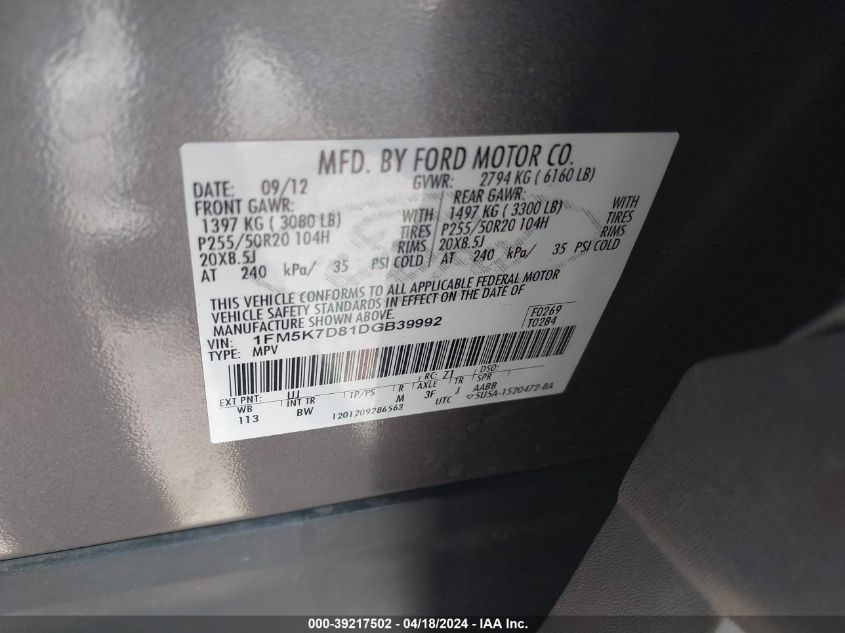 MFD. BY FORD MOTOR CO.
DATE: 09/12 GVWR: 2794 KG ( 6160 LB)
FRONT GAWR: REAR GAWR:
1397 KG ( 3080 LB) WITH 1497 KG ( 3300 LB) WITH
P255/50R20 104H TIRES P255/50R20 104H TIRES
20X8.5J RIMS 20X8.5J RIMS
AT 240 kPa/ 35 PSI COLD AT 240 kPa/ 35 PSI COLD
THIS VEHICLE CONFORMS TO ALL APPLICABLE FEDERAL MOTOR
VEHICLE SAFETY STANDARDS IN EFFECT ON THE DATE OF
MANUFACTURE SHOWN ABOVE.
VIN: 1FM5K7D81DGB39992 F0269
TYPE: MPV T0284
EXT PNT: UJ RC: Z1 DSO:
WB INT TR TP/PS R AXLE TR SPR
113 BW M 3F J AABB
1201209286563 UTC 5U5A-1520472-BA
000-39217502 - 04/18/2024 - IAA Inc.